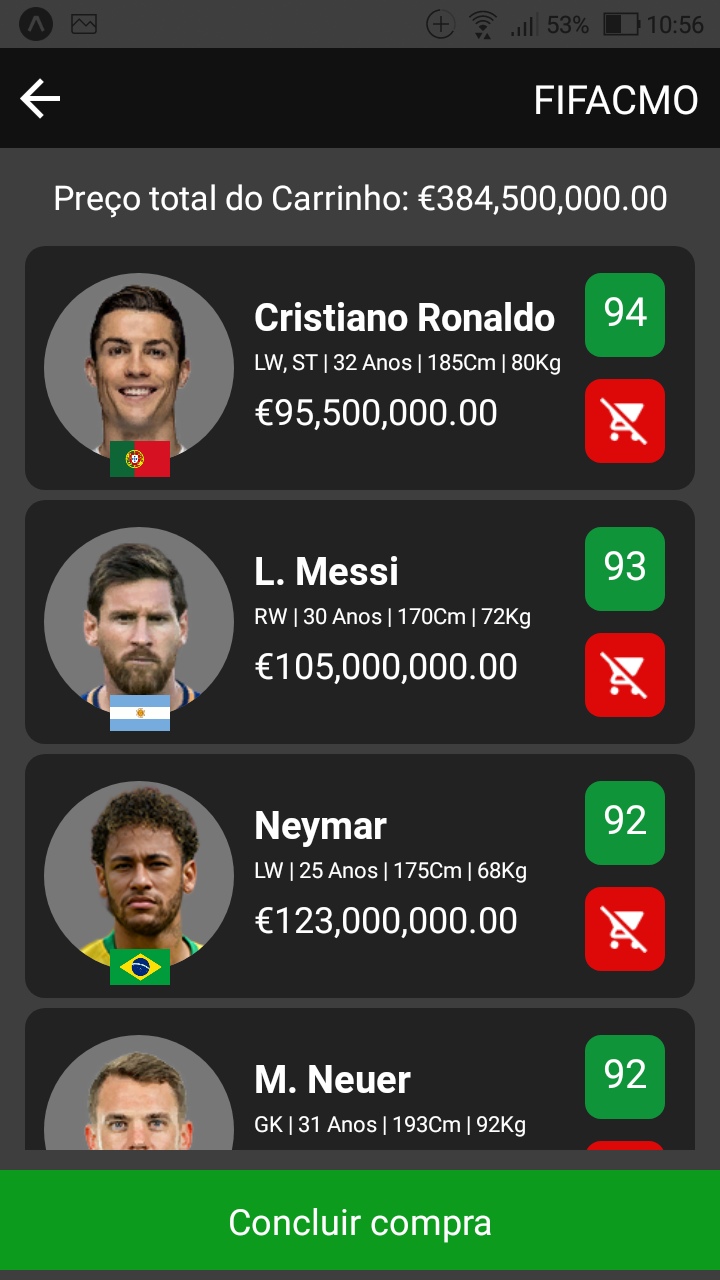 53% 10:56
FIFACMO
Preço total do Carrinho: €384,500,000.00
Cristiano Ronaldo
94
LW, ST | 32 Anos | 185Cm | 80Kg
€95,500,000.00
L. Messi
93
RW | 30 Anos | 170Cm | 72Kg
€105,000,000.00
Neymar
92
LW | 25 Anos | 175Cm | 68Kg
€123,000,000.00
M. Neuer
92
GK | 31 Anos | 193Cm | 92Kg
Concluir compra